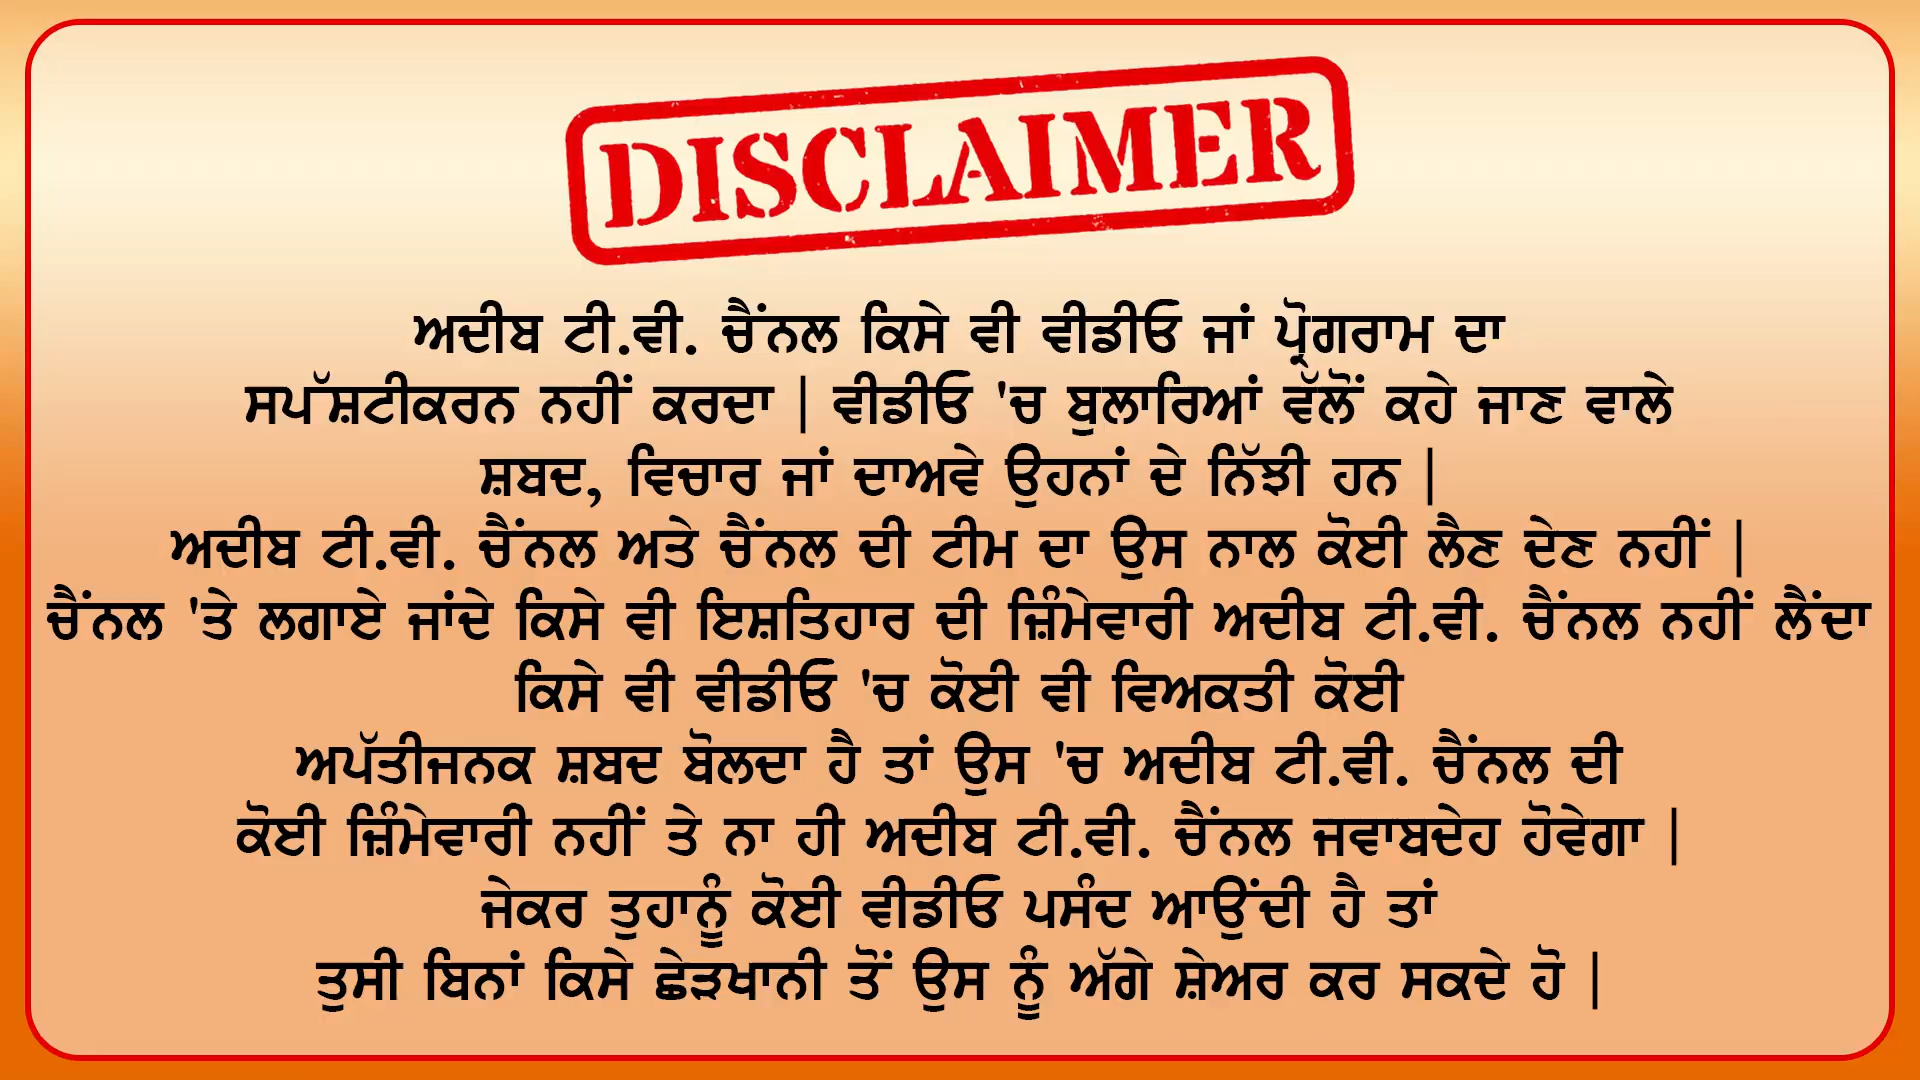 DISCLAIMER
ਅਦੀਬ ਟੀ.ਵੀ. ਚੈਂਨਲ ਕਿਸੇ ਵੀ ਵੀਡੀਓ ਜਾਂ ਪ੍ਰੋਗਰਾਮ ਦਾ
ਸਪੱਸ਼ਟੀਕਰਨ ਨਹੀਂ ਕਰਦਾ | ਵੀਡੀਓ 'ਚ ਬੁਲਾਰਿਆਂ ਵੱਲੋਂ ਕਹੇ ਜਾਣ ਵਾਲੇ
ਸ਼ਬਦ, ਵਿਚਾਰ ਜਾਂ ਦਾਅਵੇ ਉਹਨਾਂ ਦੇ ਨਿੱਝੀ ਹਨ |
ਅਦੀਬ ਟੀ.ਵੀ. ਚੈਂਨਲ ਅਤੇ ਚੈਂਨਲ ਦੀ ਟੀਮ ਦਾ ਉਸ ਨਾਲ ਕੋਈ ਲੈਣ ਦੇਣ ਨਹੀਂ |
ਚੈਂਨਲ 'ਤੇ ਲਗਾਏ ਜਾਂਦੇ ਕਿਸੇ ਵੀ ਇਸ਼ਤਿਹਾਰ ਦੀ ਜ਼ਿੰਮੇਵਾਰੀ ਅਦੀਬ ਟੀ.ਵੀ. ਚੈਂਨਲ ਨਹੀਂ ਲੈਂਦਾ
ਕਿਸੇ ਵੀ ਵੀਡੀਓ 'ਚ ਕੋਈ ਵੀ ਵਿਅਕਤੀ ਕੋਈ
ਅਪੱਤੀਜਨਕ ਸ਼ਬਦ ਬੋਲਦਾ ਹੈ ਤਾਂ ਉਸ 'ਚ ਅਦੀਬ ਟੀ.ਵੀ. ਚੈਂਨਲ ਦੀ
ਕੋਈ ਜ਼ਿੰਮੇਵਾਰੀ ਨਹੀਂ ਤੇ ਨਾ ਹੀ ਅਦੀਬ ਟੀ.ਵੀ. ਚੈਂਨਲ ਜਵਾਬਦੇਹ ਹੋਵੇਗਾ |
ਜੇਕਰ ਤੁਹਾਨੂੰ ਕੋਈ ਵੀਡੀਓ ਪਸੰਦ ਆਉਂਦੀ ਹੈ ਤਾਂ
ਤੁਸੀ ਬਿਨਾਂ ਕਿਸੇ ਛੇੜਖਾਨੀ ਤੋਂ ਉਸ ਨੂੰ ਅੱਗੇ ਸ਼ੇਅਰ ਕਰ ਸਕਦੇ ਹੋ |